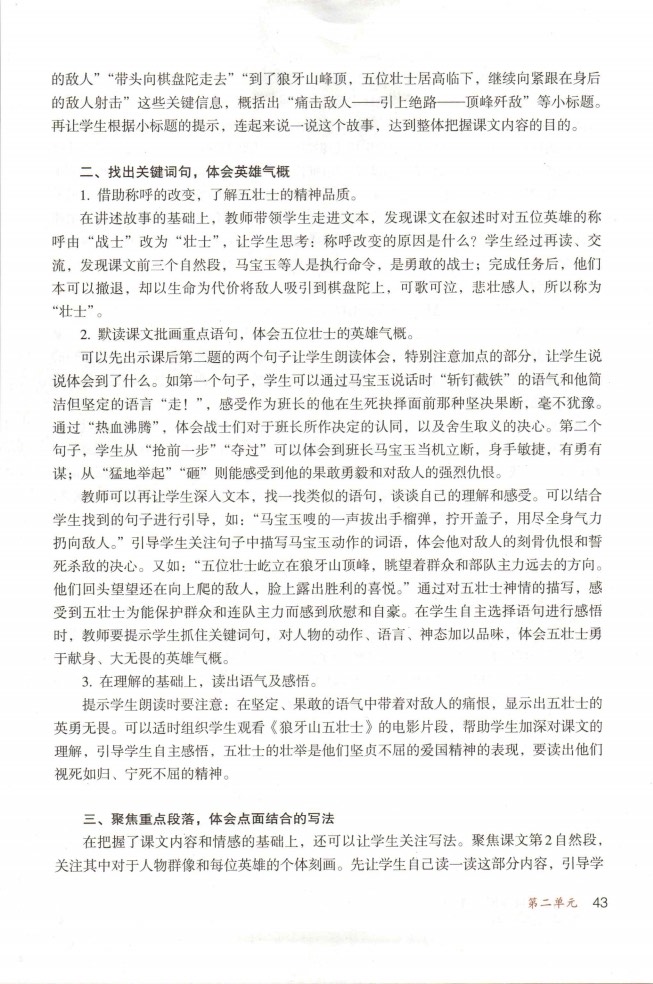 的敌人”“带头向棋盘陀走去”“到了狼牙山峰顶，五位壮士居高临下，继续向紧跟在身后
的敌人射击”这些关键信息，概括出“痛击敌人——引上绝路——顶峰歼敌”等小标题。
再让学生根据小标题的提示，连起来说一说这个故事，达到整体把握课文内容的目的。
二、找出关键词句，体会英雄气概
1. 借助称呼的改变，了解五壮士的精神品质。
在讲述故事的基础上，教师带领学生走进文本，发现课文在叙述时对五位英雄的称
呼由“战士”改为“壮士”，让学生思考：称呼改变的原因是什么？学生经过再读、交
流，发现课文前三个自然段，马宝玉等人是执行命令，是勇敢的战士；完成任务后，他们
本可以撤退，却以生命为代价将敌人吸引到棋盘陀上，可歌可泣，悲壮感人，所以称为
“壮士”。
2. 默读课文批画重点语句，体会五位壮士的英雄气概。
可以先出示课后第二题的两个句子让学生朗读体会，特别注意加点的部分，让学生说
说体会到了什么。如第一个句子，学生可以通过马宝玉说话时“斩钉截铁”的语气和他简
洁但坚定的语言“走！”，感受作为班长的他在生死抉择面前那种坚决果断，毫不犹豫。
通过“热血沸腾”，体会战士们对于班长所作决定的认同，以及舍生取义的决心。第二个
句子，学生从“抢前一步”“夺过”可以体会到班长马宝玉当机立断，身手敏捷，有勇有
谋；从“猛地举起”“砸”则能感受到他的果敢勇毅和对敌人的强烈仇恨。
教师可以再让学生深入文本，找一找类似的语句，谈谈自己的理解和感受。可以结合
学生找到的句子进行引导，如：“马宝玉嗖的一声拔出手榴弹，拧开盖子，用尽全身气力
扔向敌人。”引导学生关注句子中描写马宝玉动作的词语，体会他对敌人的刻骨仇恨和誓
死杀敌的决心。又如：“五位壮士屹立在狼牙山顶峰，眺望着群众和部队主力远去的方向。
他们回头望望还在向上爬的敌人，脸上露出胜利的喜悦。”通过对五壮士神情的描写，感
受到五壮士为能保护群众和连队主力而感到欣慰和自豪。在学生自主选择语句进行感悟
时，教师要提示学生抓住关键词句，对人物的动作、语言、神态加以品味，体会五壮士勇
于献身、大无畏的英雄气概。
3. 在理解的基础上，读出语气及感悟。
提示学生朗读时要注意：在坚定、果敢的语气中带着对敌人的痛恨，显示出五壮士的
英勇无畏。可以适时组织学生观看《狼牙山五壮士》的电影片段，帮助学生加深对课文的
理解，引导学生自主感悟，五壮士的壮举是他们坚贞不屈的爱国精神的表现，要读出他们
视死如归、宁死不屈的精神。
三、聚焦重点段落，体会点面结合的写法
在把握了课文内容和情感的基础上，还可以让学生关注写法。聚焦课文第2自然段，
关注其中对于人物群像和每位英雄的个体刻画。先让学生自己读一读这部分内容，引导学
第二单元 43